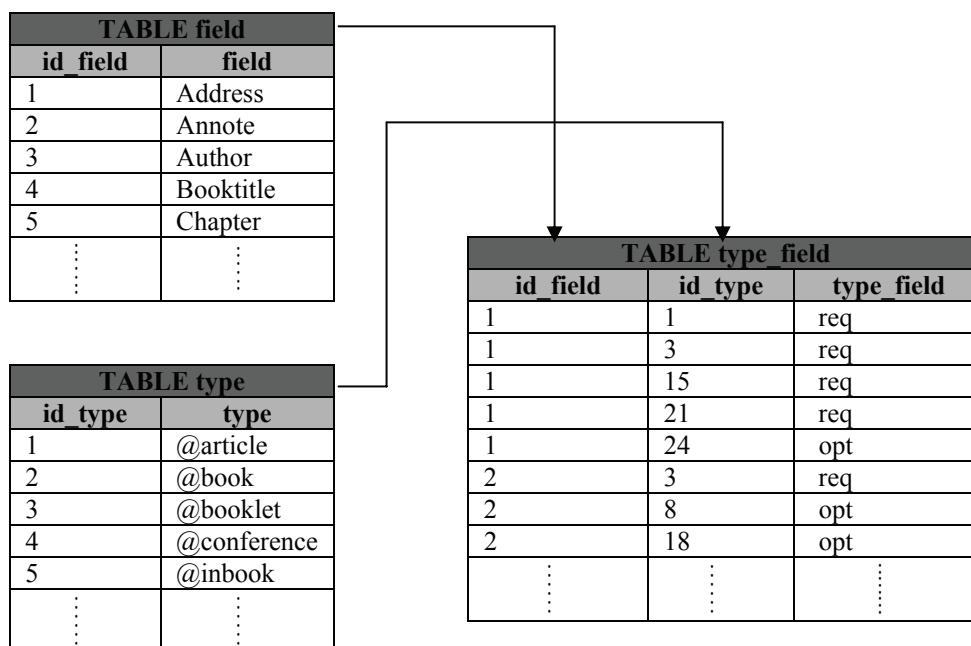 TABLE field
id_field field
1 Address
2 Annote
3 Author
4 Booktitle
5 Chapter
TABLE type
id_type type
1 @article
2 @book
3 @booklet
4 @conference
5 @inbook
TABLE type_field
id_field id_type type_field
1 1 req
1 3 req
1 15 req
1 21 req
1 24 opt
2 3 req
2 8 opt
2 18 opt